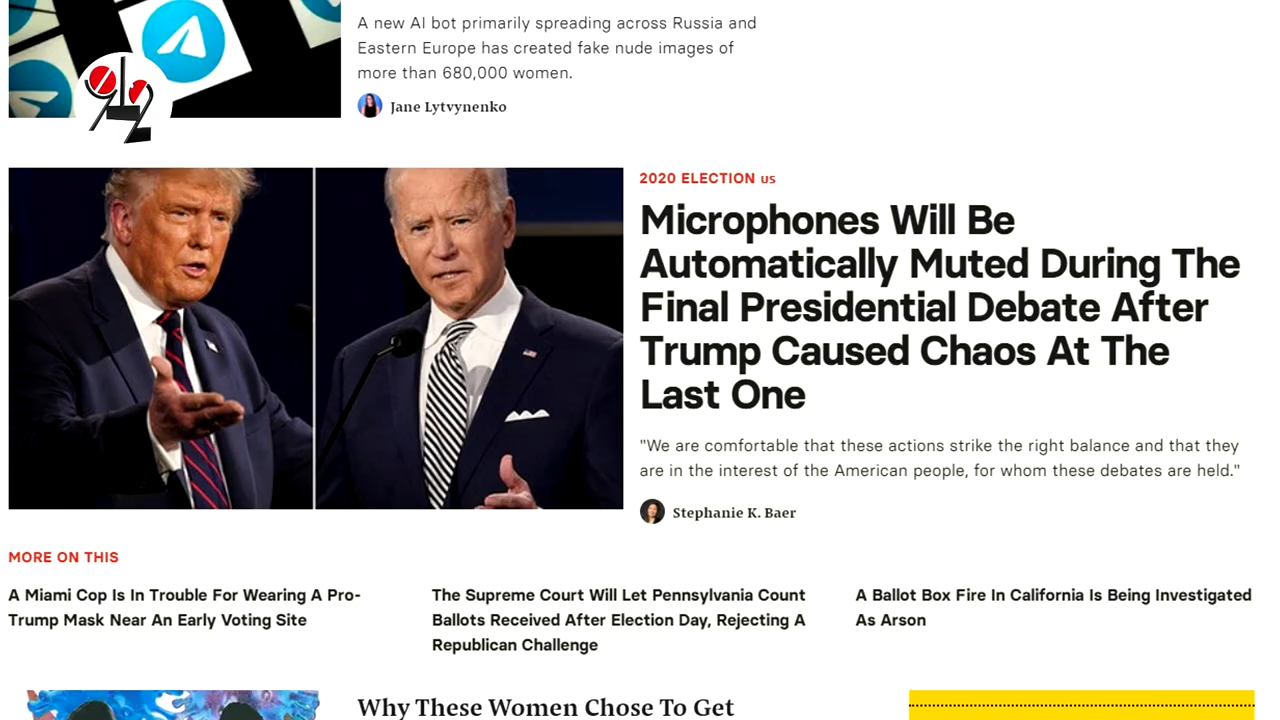 A new AI bot primarily spreading across Russia and
Eastern Europe has created fake nude images of
more than 680,000 women.
Jane Lytvynenko
2020 ELECTION US
Microphones Will Be
Automatically Muted During The
Final Presidential Debate After
Trump Caused Chaos At The
Last One
"We are comfortable that these actions strike the right balance and that they
are in the interest of the American people, for whom these debates are held."
Stephanie K. Baer
MORE ON THIS
A Miami Cop Is In Trouble For Wearing A Pro-
Trump Mask Near An Early Voting Site
The Supreme Court Will Let Pennsylvania Count
Ballots Received After Election Day, Rejecting A
Republican Challenge
A Ballot Box Fire In California Is Being Investigated
As Arson
Why These Women Chose To Get